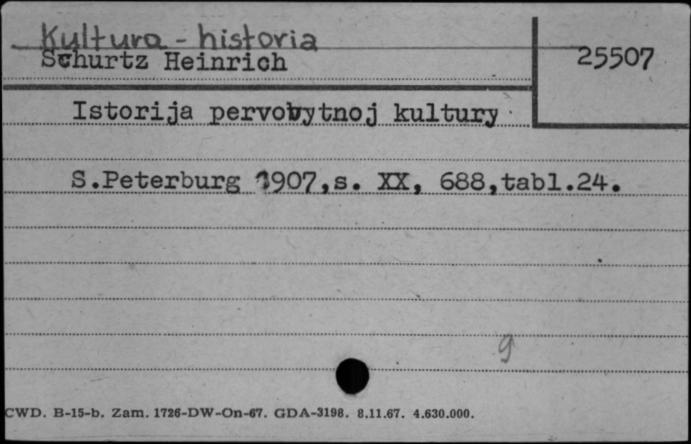 Kultura - historia
Schurtz Heinrich
25507
Istorija pervobytnoj kultury
S.Peterburg 1907,s. XX, 688,tabl.24.
9
CWD. B-15-b. Zam. 1726-DW-On-67. GDA-3198. 8.11.67. 4.630.000.